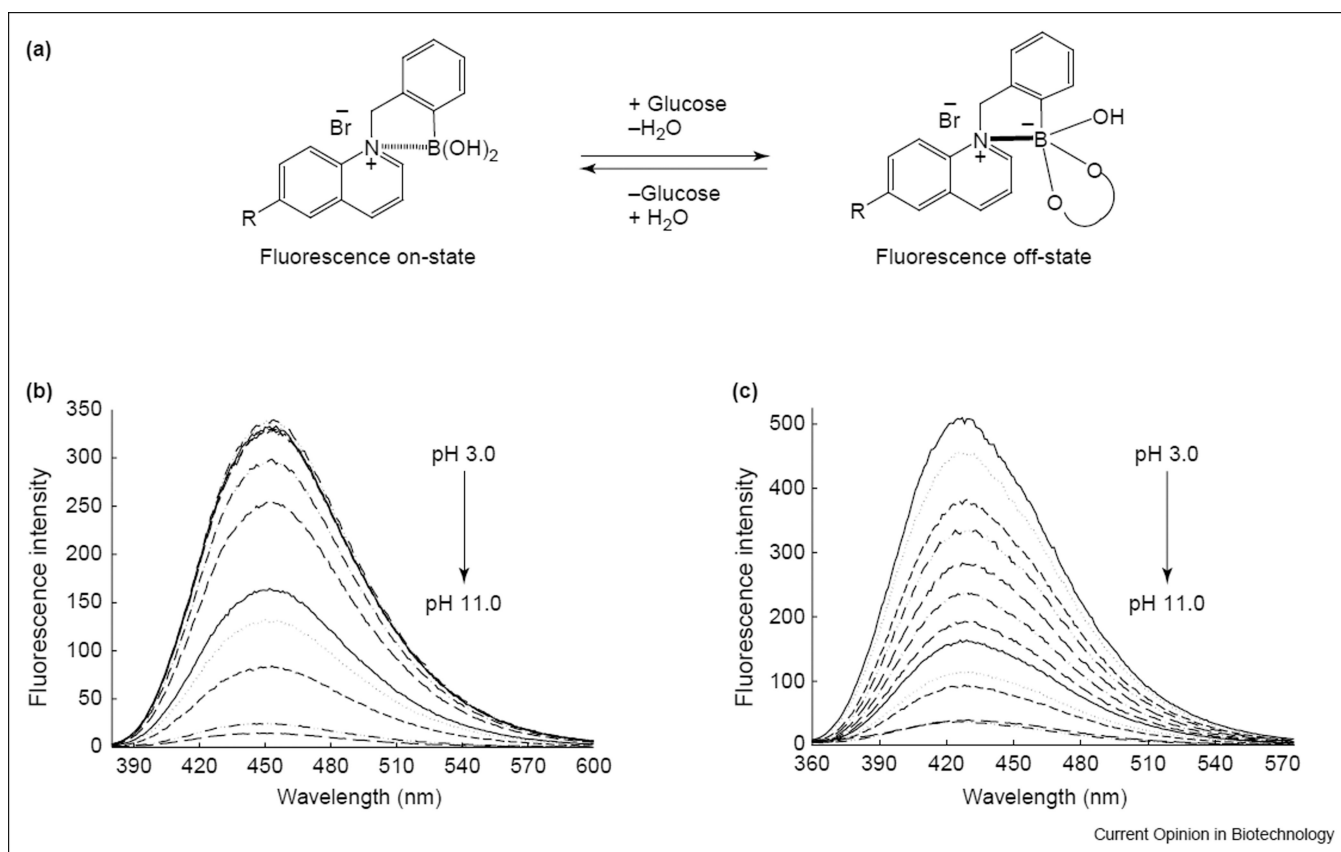 (a)
Br
−
N
+
B(OH)₂
R
Fluorescence on-state
+ Glucose
−H₂O
−Glucose
+ H₂O
Br
−
N
+
B
−
OH
O
O
R
Fluorescence off-state
(b)
Fluorescence intensity
350
300
250
200
150
100
50
0
390 420 450 480 510 540 570 600
Wavelength (nm)
pH 3.0
pH 11.0
(c)
Fluorescence intensity
500
400
300
200
100
0
360 390 420 450 480 510 540 570
Wavelength (nm)
pH 3.0
pH 11.0
Current Opinion in Biotechnology